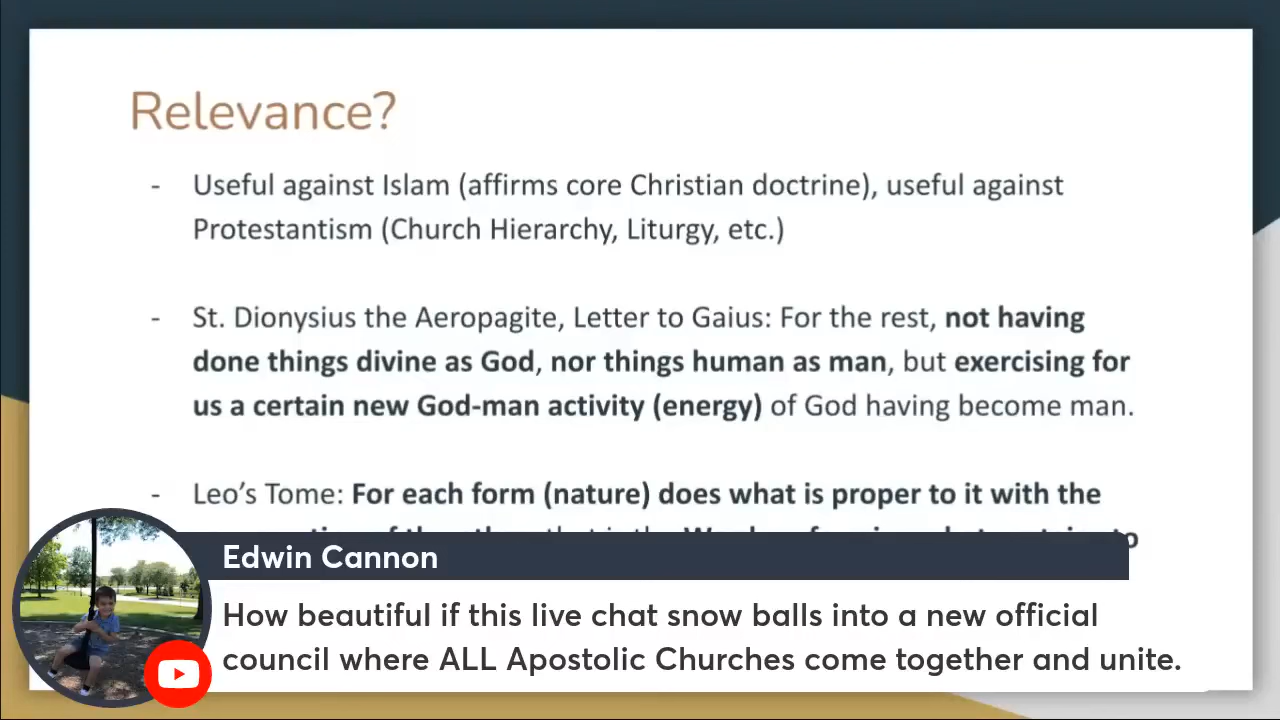 Relevance?
- Useful against Islam (affirms core Christian doctrine), useful against
Protestantism (Church Hierarchy, Liturgy, etc.)
- St. Dionysius the Aeropagite, Letter to Gaius: For the rest, not having
done things divine as God, nor things human as man, but exercising for
us a certain new God-man activity (energy) of God having become man.
- Leo's Tome: For each form (nature) does what is proper to it with the
Edwin Cannon
How beautiful if this live chat snow balls into a new official
council where ALL Apostolic Churches come together and unite.